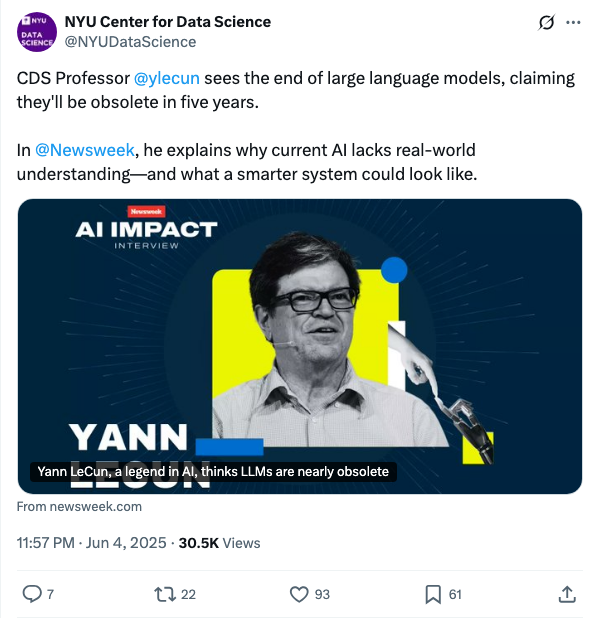 NYU
DATA
SCIENCE
NYU Center for Data Science
@NYUDataScience
CDS Professor @ylecun sees the end of large language models, claiming
they'll be obsolete in five years.
In @Newsweek, he explains why current AI lacks real-world
understanding—and what a smarter system could look like.
Newsweek
AI IMPACT
INTERVIEW
YANN
LECUN
Yann LeCun, a legend in AI, thinks LLMs are nearly obsolete
From newsweek.com
11:57 PM · Jun 4, 2025 · 30.5K Views
7 22 93 61